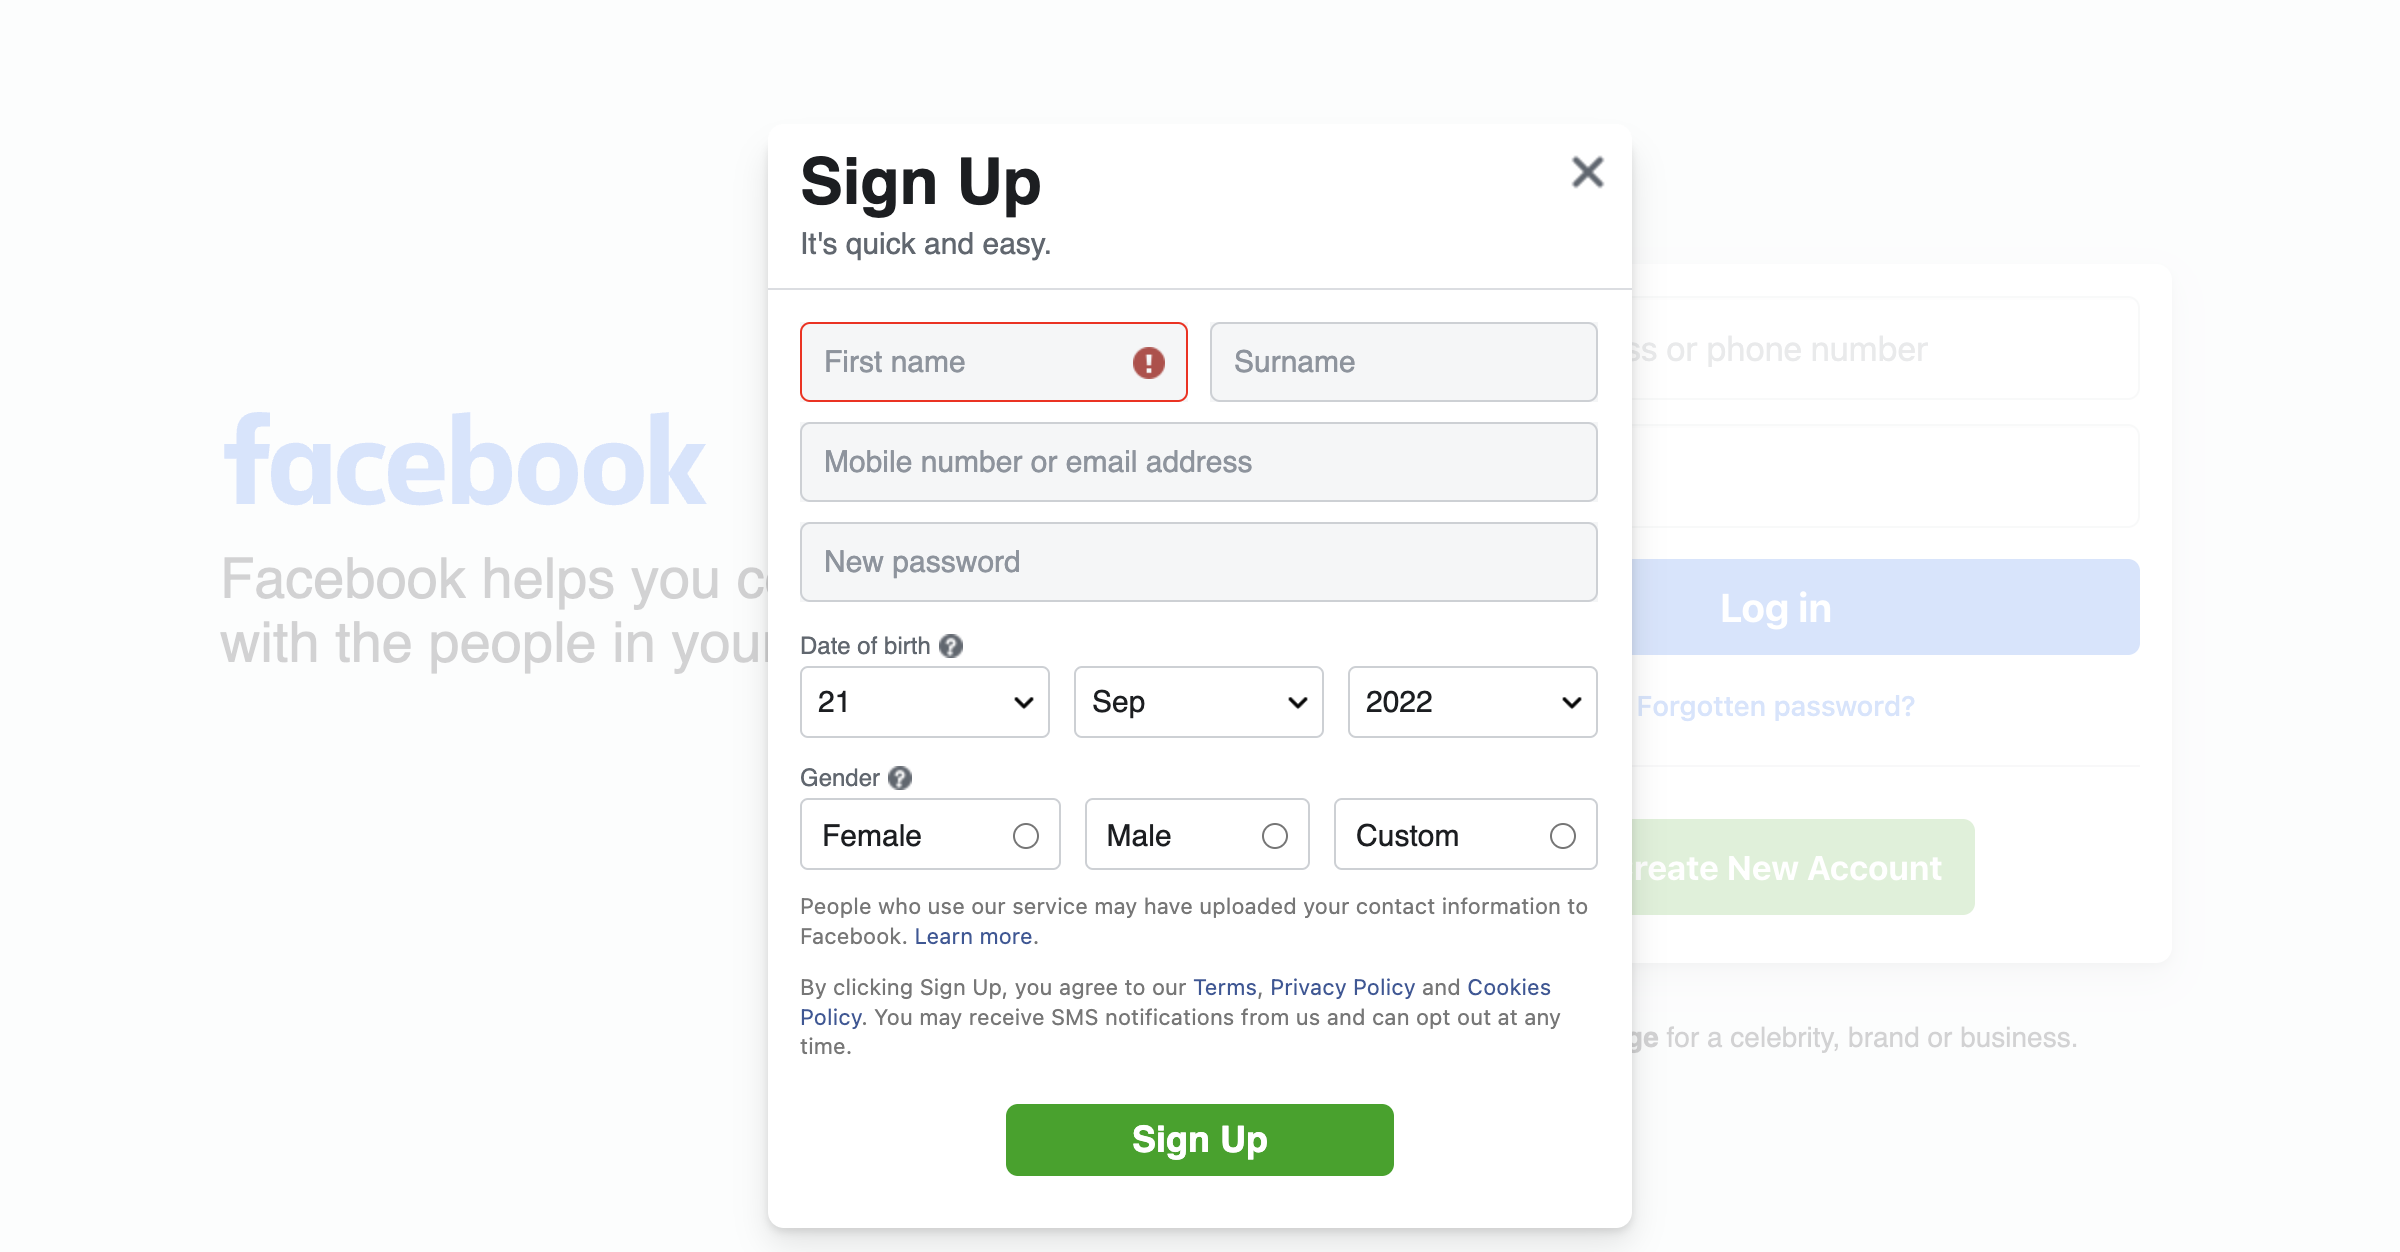 Sign Up
It's quick and easy.
First name
Surname
Mobile number or email address
New password
Date of birth
21
Sep
2022
Gender
Female
Male
Custom
People who use our service may have uploaded your contact information to
Facebook. Learn more.
By clicking Sign Up, you agree to our Terms, Privacy Policy and Cookies
Policy. You may receive SMS notifications from us and can opt out at any
time.
Sign Up
facebook
Facebook helps you
with the people in your
or phone number
Log in
Forgotten password?
New Account
for a celebrity, brand or business.